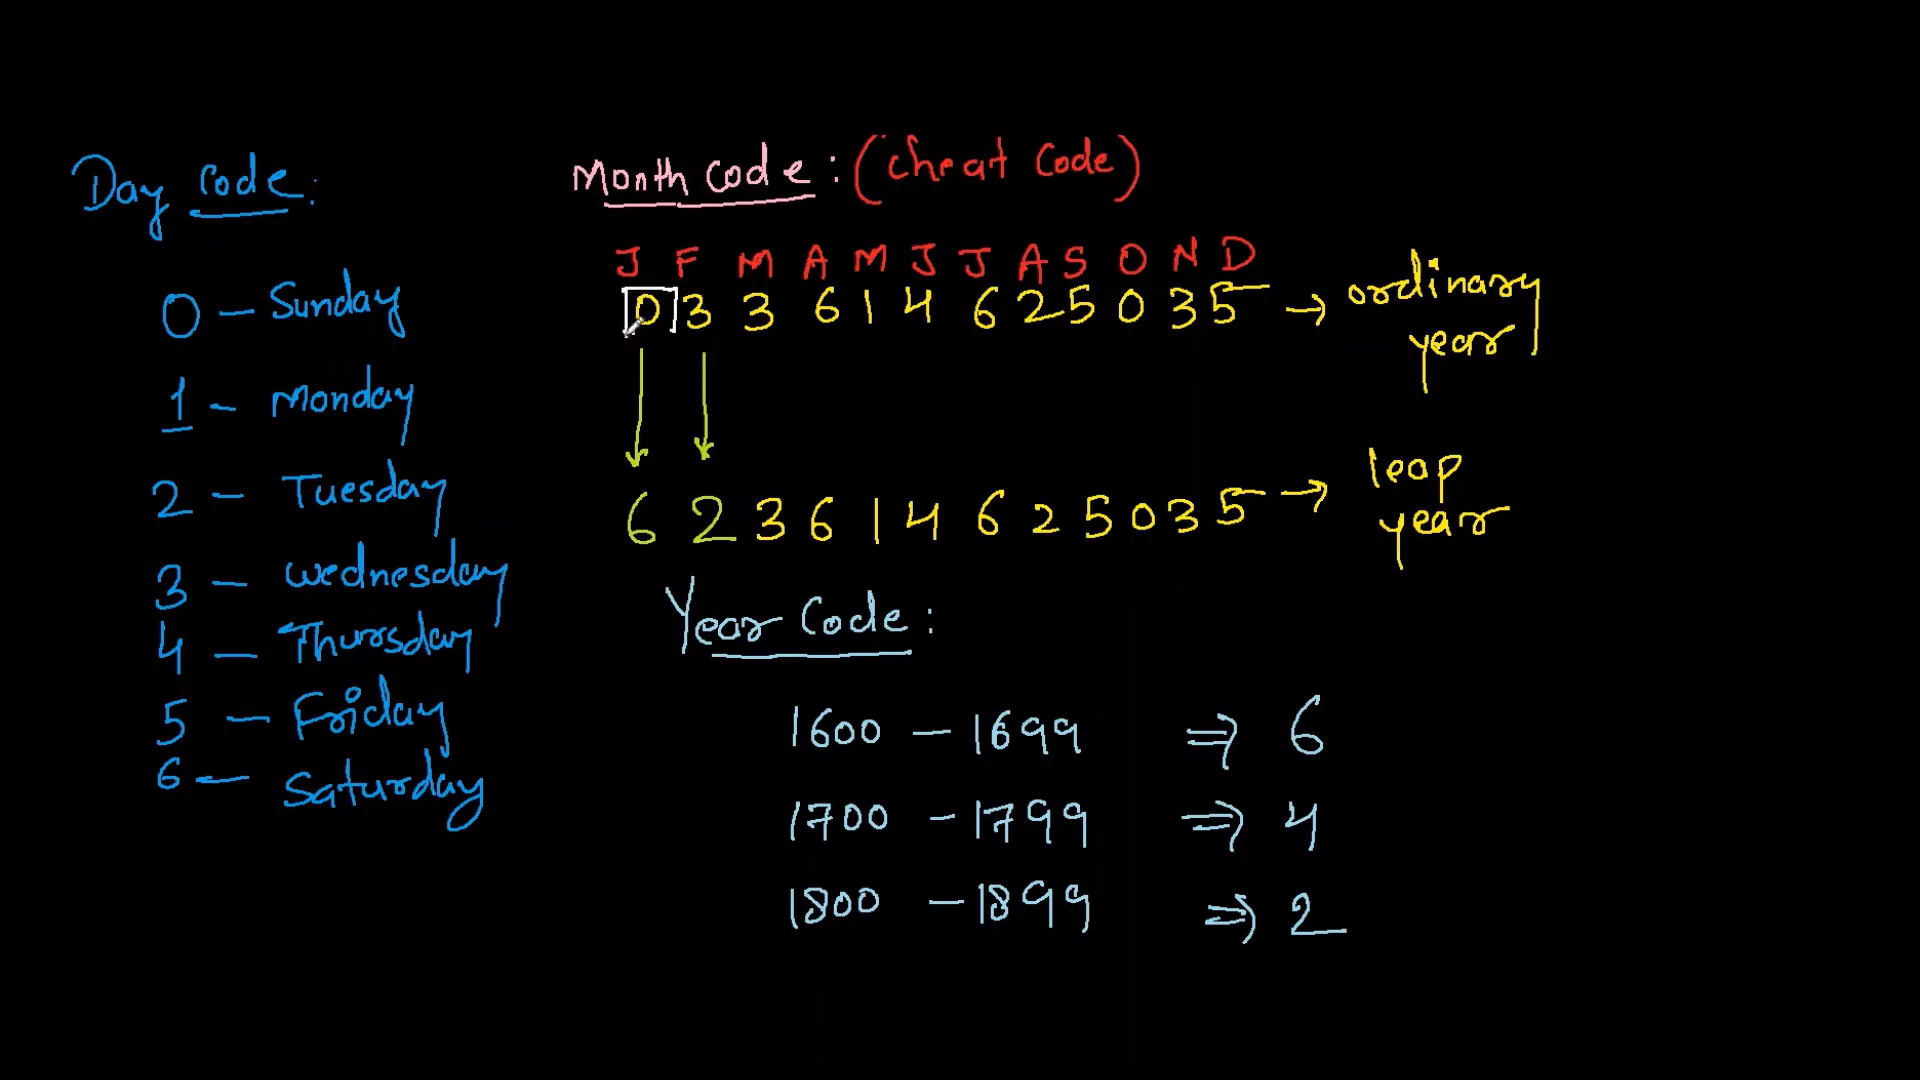 Day Code:
0 - Sunday
1 - Monday
2 - Tuesday
3 - Wednesday
4 - Thursday
5 - Friday
6 - Saturday
Month Code: (Cheat Code)
J F M A M J J A S O N D
0 3 3 6 1 4 6 2 5 0 3 5 → ordinary year
6 2 3 6 1 4 6 2 5 0 3 5 → leap year
Year Code:
1600 - 1699 ⇒ 6
1700 - 1799 ⇒ 4
1800 - 1899 ⇒ 2